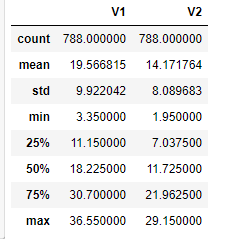 V1 V2
count 788.000000 788.000000
mean 19.566815 14.171764
std 9.922042 8.089683
min 3.350000 1.950000
25% 11.150000 7.037500
50% 18.225000 11.725000
75% 30.700000 21.962500
max 36.550000 29.150000